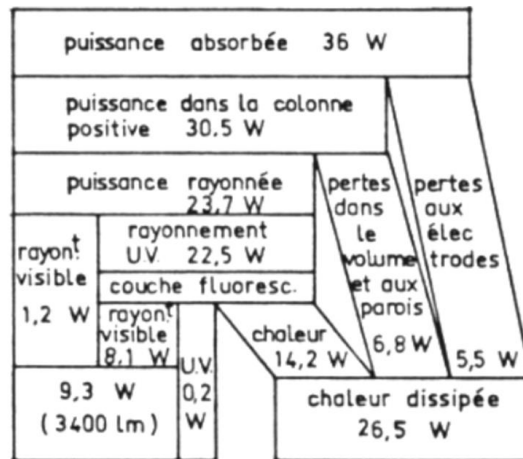 puissance absorbée 36 W
puissance dans la colonne
positive 30,5 W
puissance rayonnée
23,7 W
pertes
dans
le
volume
et aux
parois
6,8 W
pertes
aux
élec
trodes
5,5 W
rayont.
visible
1,2 W
rayonnement
U.V. 22,5 W
couche fluoresc.
rayont.
visible
8,1 W
U.V.
0,2
W
chaleur
14,2 W
9,3 W
(3400 lm)
chaleur dissipée
26,5 W